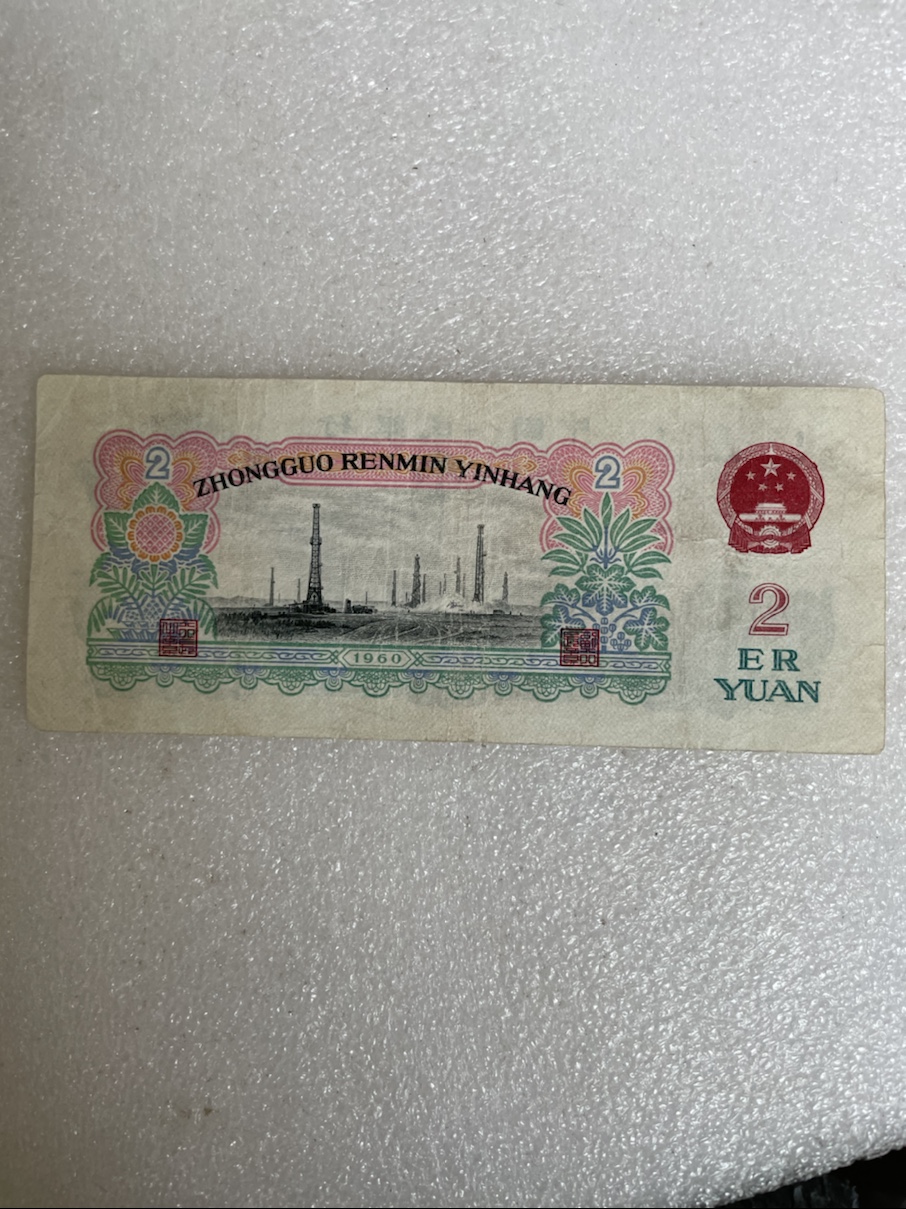 2
2
ZHONGGUO RENMIN YINHANG
1960
2
ER
YUAN